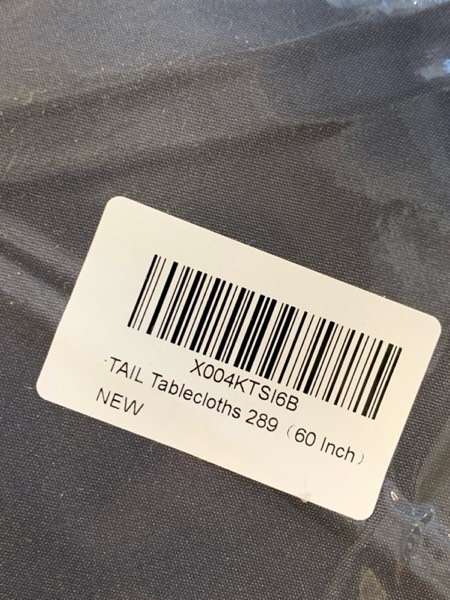 X004KTSI6B
-TAIL Tablecloths 289（60 Inch）
NEW